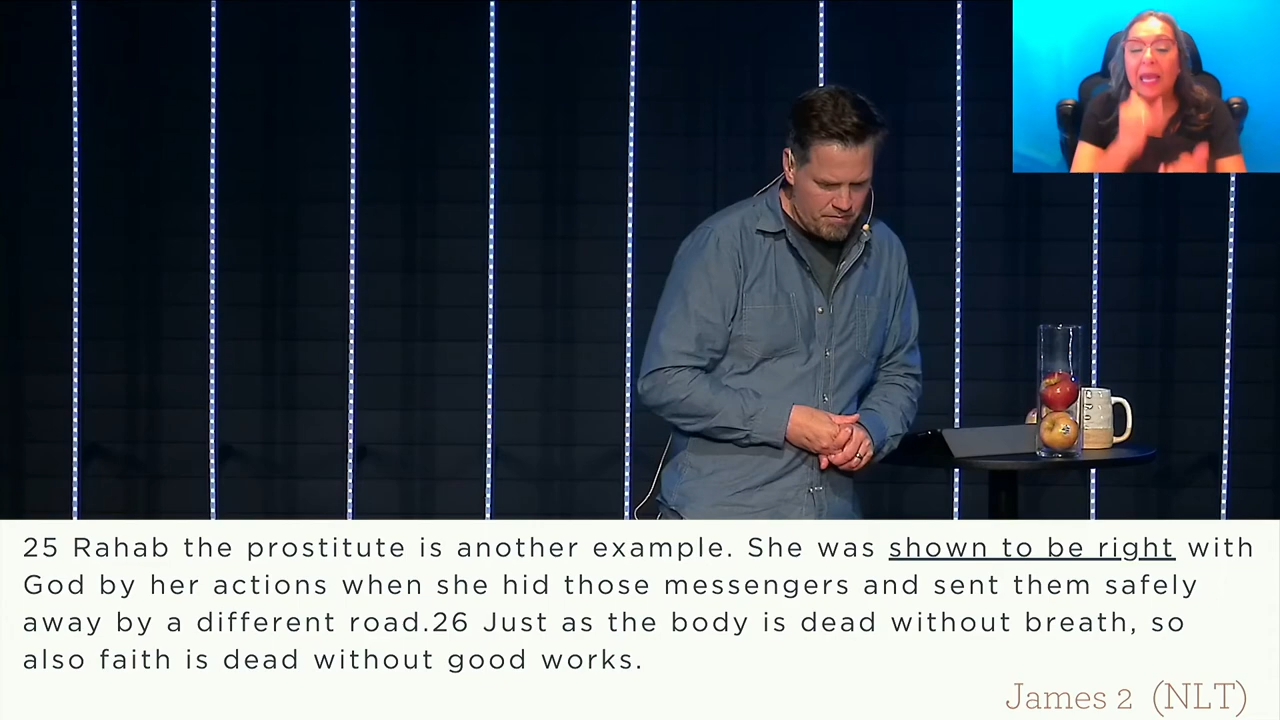 25 Rahab the prostitute is another example. She was shown to be right with
God by her actions when she hid those messengers and sent them safely
away by a different road.26 Just as the body is dead without breath, so
also faith is dead without good works.
James 2 (NLT)